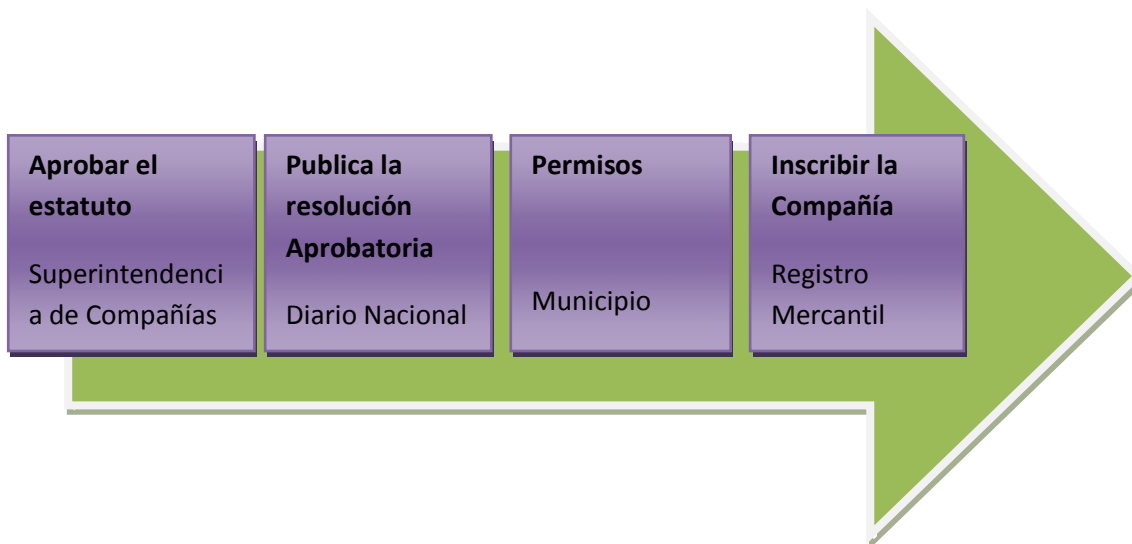 Aprobar el
estatuto
Superintendenci
a de Compañías
Publica la
resolución
Aprobatoria
Diario Nacional
Permisos
Municipio
Inscribir la
Compañía
Registro
Mercantil